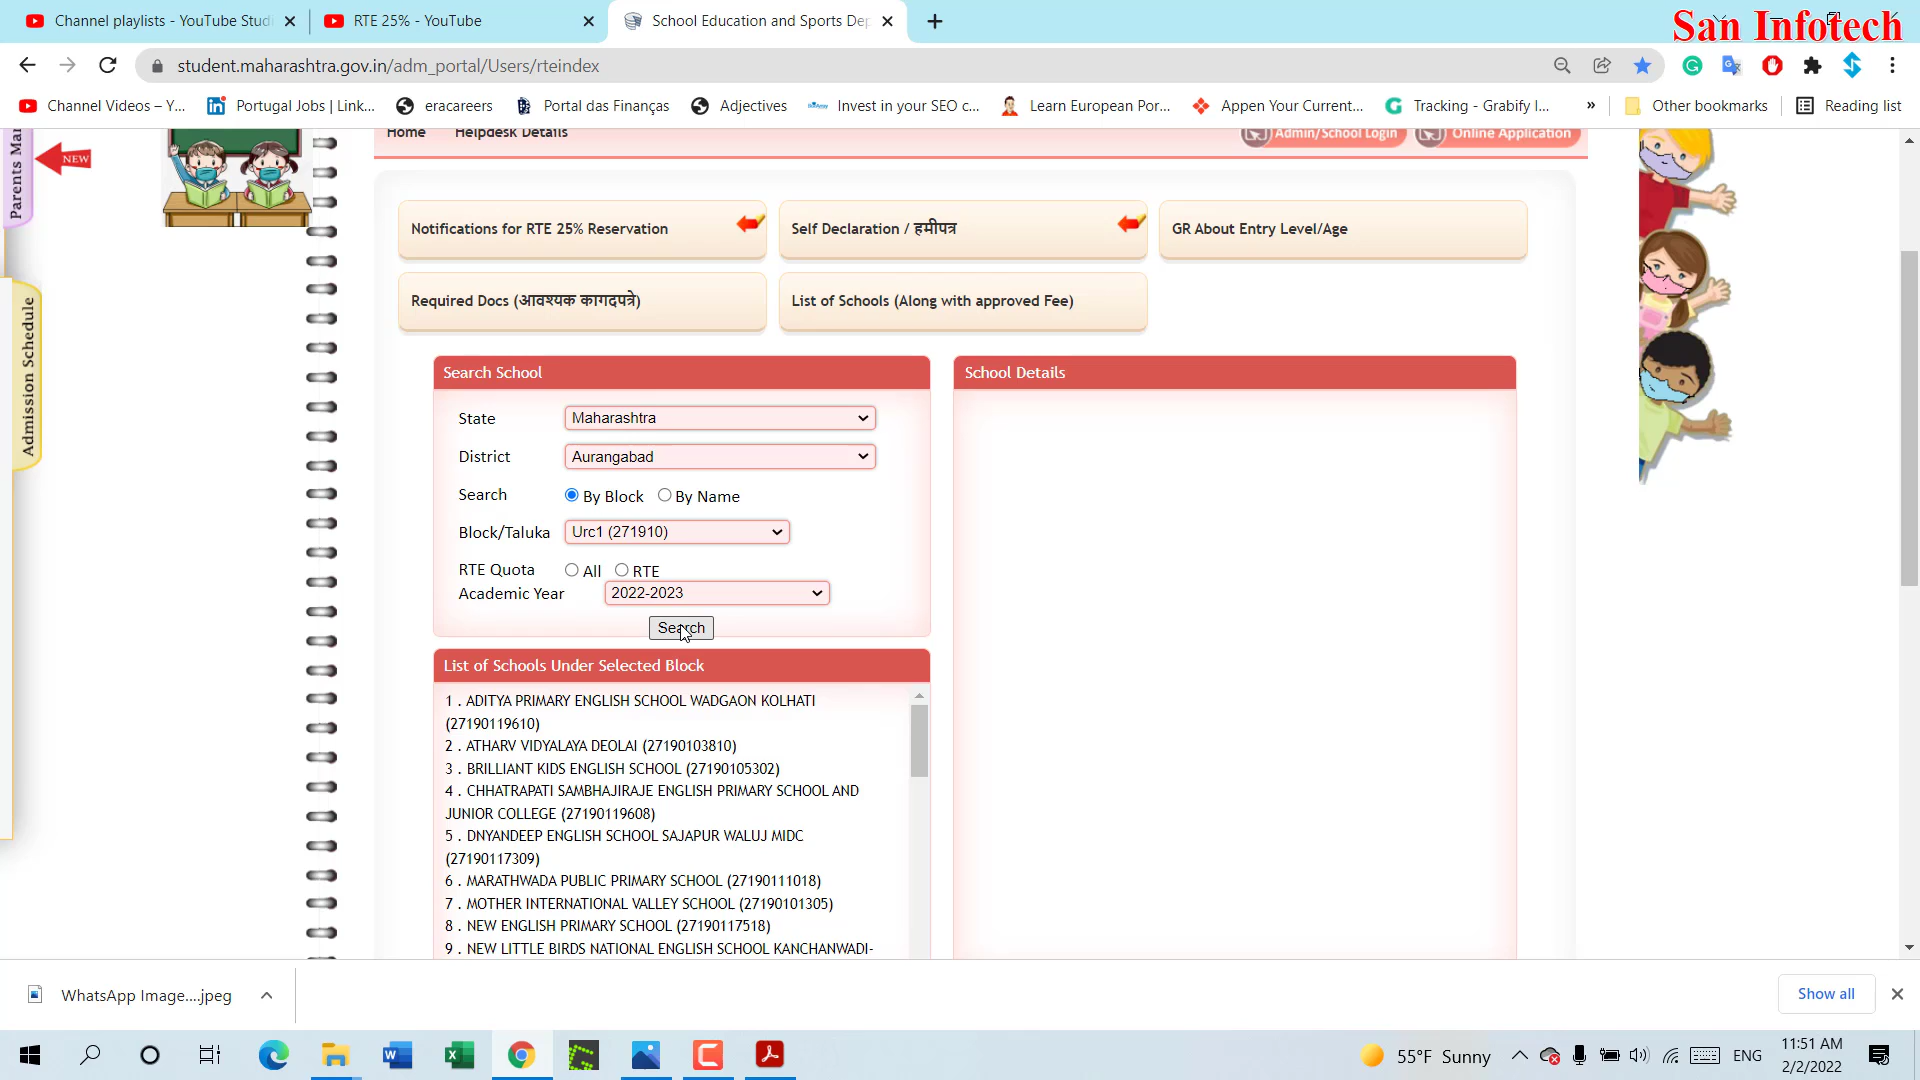 Channel playlists - YouTube Studi
RTE 25% - YouTube
School Education and Sports Dep
San Infotech
student.maharashtra.gov.in/adm_portal/Users/rteindex
Channel Videos – Y...
Portugal Jobs | Link...
eracareers
Portal das Finanças
Adjectives
Invest in your SEO c...
Learn European Por...
Appen Your Current...
Tracking - Grabify I...
»
Other bookmarks
Reading list
Home
Helpdesk Details
Admin/School Login
Online Application
Parents Mar
NEW
Admission Schedule
Notifications for RTE 25% Reservation
Self Declaration / हमीपत्र
GR About Entry Level/Age
Required Docs (आवश्यक कागदपत्रे)
List of Schools (Along with approved Fee)
Search School
School Details
State Maharashtra
District Aurangabad
Search By Block By Name
Block/Taluka Urc1 (271910)
RTE Quota All RTE
Academic Year 2022-2023
Search
List of Schools Under Selected Block
1 . ADITYA PRIMARY ENGLISH SCHOOL WADGAON KOLHATI
(27190119610)
2 . ATHARV VIDYALAYA DEOLAI (27190103810)
3 . BRILLIANT KIDS ENGLISH SCHOOL (27190105302)
4 . CHHATRAPATI SAMBHAJIRAJE ENGLISH PRIMARY SCHOOL AND
JUNIOR COLLEGE (27190119608)
5 . DNYANDEEP ENGLISH SCHOOL SAJAPUR WALUJ MIDC
(27190117309)
6 . MARATHWADA PUBLIC PRIMARY SCHOOL (27190111018)
7 . MOTHER INTERNATIONAL VALLEY SCHOOL (27190101305)
8 . NEW ENGLISH PRIMARY SCHOOL (27190117518)
9 . NEW LITTLE BIRDS NATIONAL ENGLISH SCHOOL KANCHANWADI-
WhatsApp Image....jpeg
Show all
55°F Sunny
ENG
11:51 AM
2/2/2022